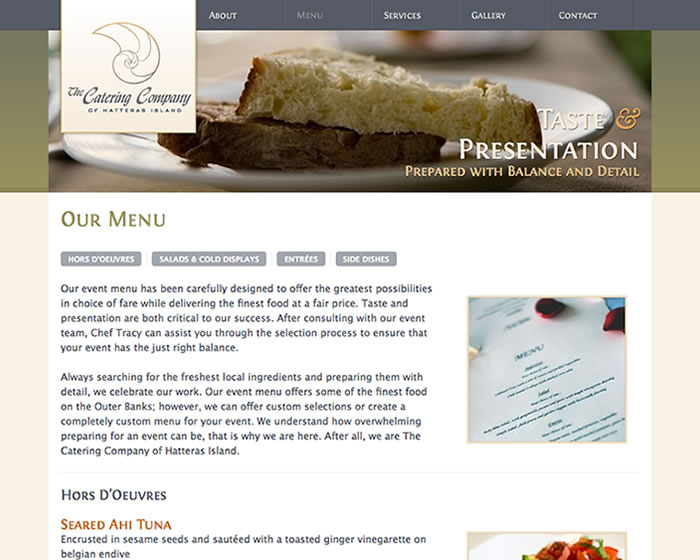 About
Menu
Services
Gallery
Contact
The Catering Company
OF HATTERAS ISLAND
Taste &
Presentation
Prepared with Balance and Detail
Our Menu
HORS D'OEUVRES
SALADS & COLD DISPLAYS
ENTRÉES
SIDE DISHES
Our event menu has been carefully designed to offer the greatest possibilities
in choice of fare while delivering the finest food at a fair price. Taste and
presentation are both critical to our success. After consulting with our event
team, Chef Tracy can assist you through the selection process to ensure that
your event has the just right balance.
Always searching for the freshest local ingredients and preparing them with
detail, we celebrate our work. Our event menu offers some of the finest food
on the Outer Banks; however, we can offer custom selections or create a
completely custom menu for your event. We understand how overwhelming
preparing for an event can be, that is why we are here. After all, we are The
Catering Company of Hatteras Island.
MENU
Hors D'Oeuvres
Seared Ahi Tuna
Encrusted in sesame seeds and sautéed with a toasted ginger vinegarette on
belgian endive